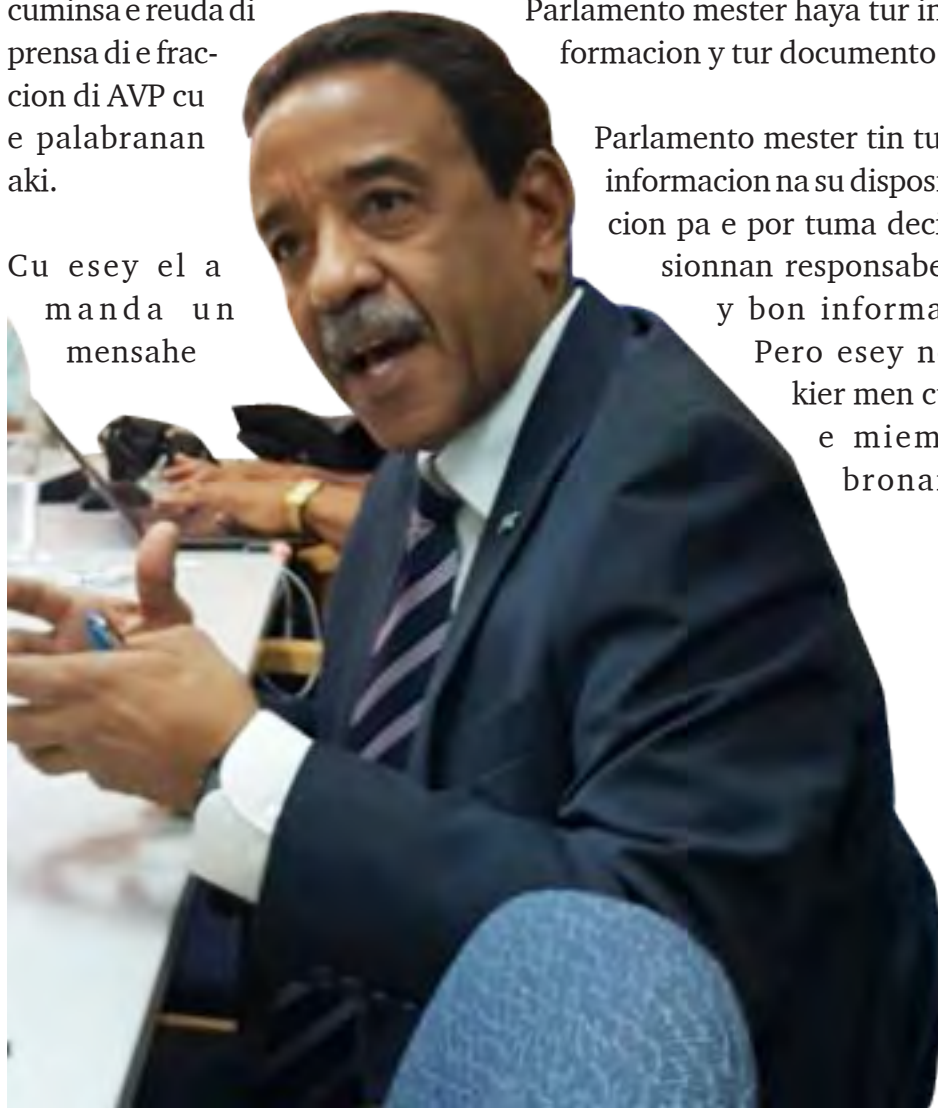 cuminsa e reuda di
prensa di e frac-
cion di AVP cu
e palabranan
aki.
Cu esey el a
manda un
mensahe
Parlamento mester haya tur in
formacion y tur documento
Parlamento mester tin tu
informacion na su disposi
cion pa e por tuma deci
sionnan responsabe
y bon informa
Pero esey n
kier men c
e miem
brona